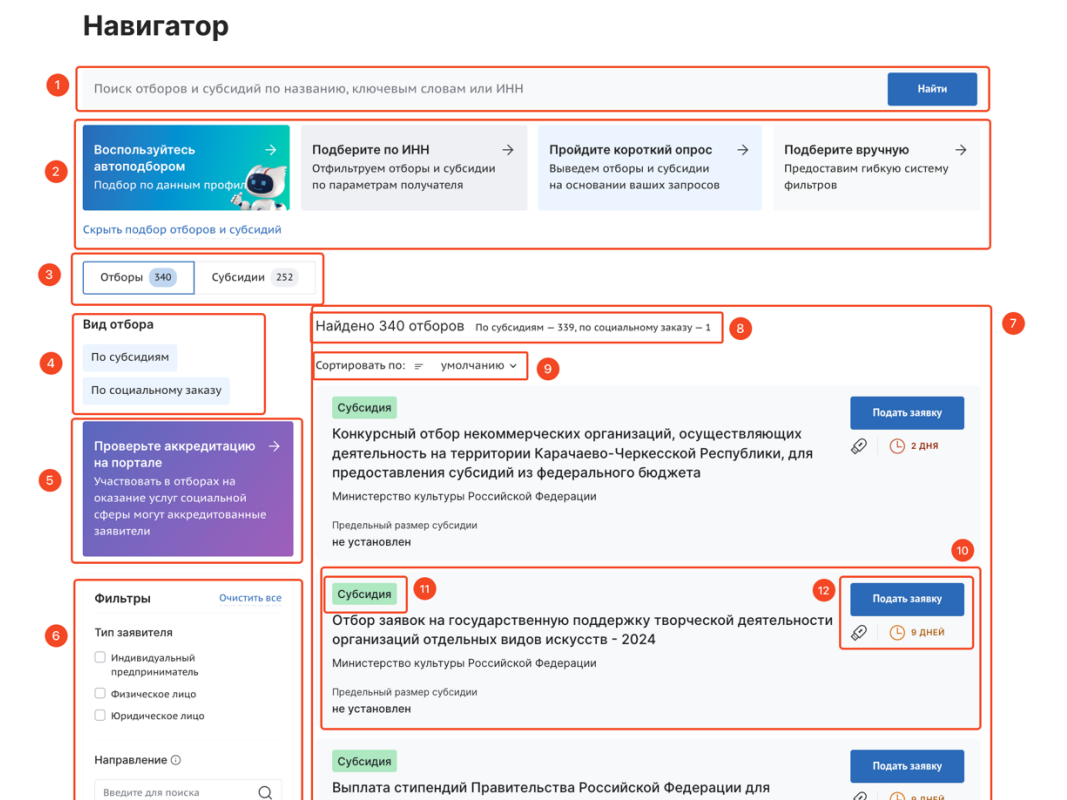 Навигатор
1
Поиск отборов и субсидий по названию, ключевым словам или ИНН
Найти
2
Воспользуйтесь
автоподбором
Подбор по данным профил
Подберите по ИНН
Отфильтруем отборы и субсидии
по параметрам получателя
Пройдите короткий опрос
Выведем отборы и субсидии
на основании ваших запросов
Подберите вручную
Предоставим гибкую систему
фильтров
Скрыть подбор отборов и субсидий
3
Отборы 340
Субсидии 252
Вид отбора
4
По субсидиям
По социальному заказу
5
Проверьте аккредитацию
на портале
Участвовать в отборах на
оказание услуг социальной
сферы могут аккредитованные
заявители
6
Фильтры
Очистить все
Тип заявителя
Индивидуальный
предприниматель
Физическое лицо
Юридическое лицо
Направление
Введите для поиска
7
Найдено 340 отборов По субсидиям — 339, по социальному заказу — 1
8
Сортировать по: умолчанию
9
Субсидия
Конкурсный отбор некоммерческих организаций, осуществляющих
деятельность на территории Карачаево-Черкесской Республики, для
предоставления субсидий из федерального бюджета
Министерство культуры Российской Федерации
Предельный размер субсидии
не установлен
Подать заявку
2 ДНЯ
10
Субсидия
11
Отбор заявок на государственную поддержку творческой деятельности
организаций отдельных видов искусств - 2024
Министерство культуры Российской Федерации
Предельный размер субсидии
не установлен
12
Подать заявку
9 ДНЕЙ
Субсидия
Выплата стипендий Правительства Российской Федерации для
Подать заявку
9 ДНЕЙ